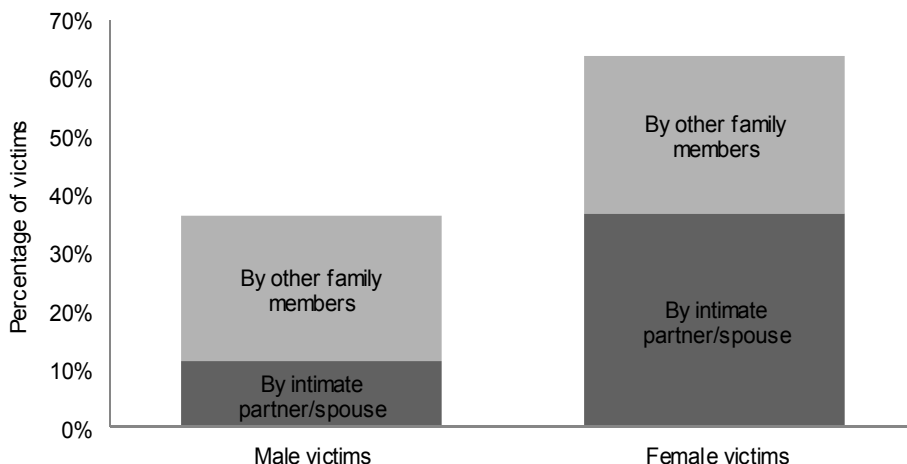 70%
60%
50%
40%
30%
20%
10%
0%
Percentage of victims
By other family
members
By intimate
partner/spouse
By other family
members
By intimate
partner/spouse
Male victims
Female victims